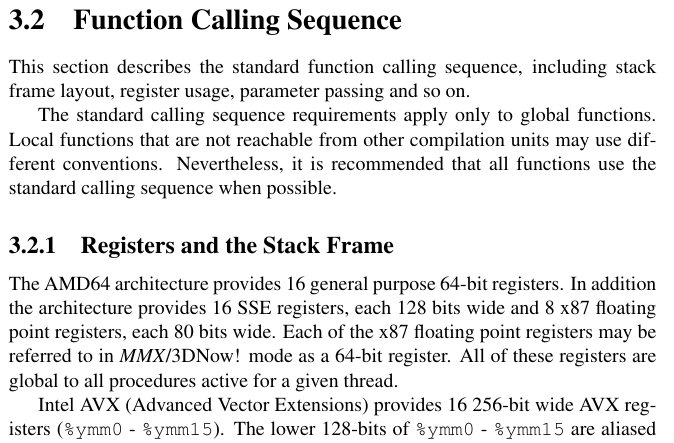 3.2 Function Calling Sequence
This section describes the standard function calling sequence, including stack
frame layout, register usage, parameter passing and so on.
The standard calling sequence requirements apply only to global functions.
Local functions that are not reachable from other compilation units may use dif-
ferent conventions. Nevertheless, it is recommended that all functions use the
standard calling sequence when possible.
3.2.1 Registers and the Stack Frame
The AMD64 architecture provides 16 general purpose 64-bit registers. In addition
the architecture provides 16 SSE registers, each 128 bits wide and 8 x87 floating
point registers, each 80 bits wide. Each of the x87 floating point registers may be
referred to in MMX/3DNow! mode as a 64-bit register. All of these registers are
global to all procedures active for a given thread.
Intel AVX (Advanced Vector Extensions) provides 16 256-bit wide AVX reg-
isters (%ymm0 - %ymm15). The lower 128-bits of %ymm0 - %ymm15 are aliased